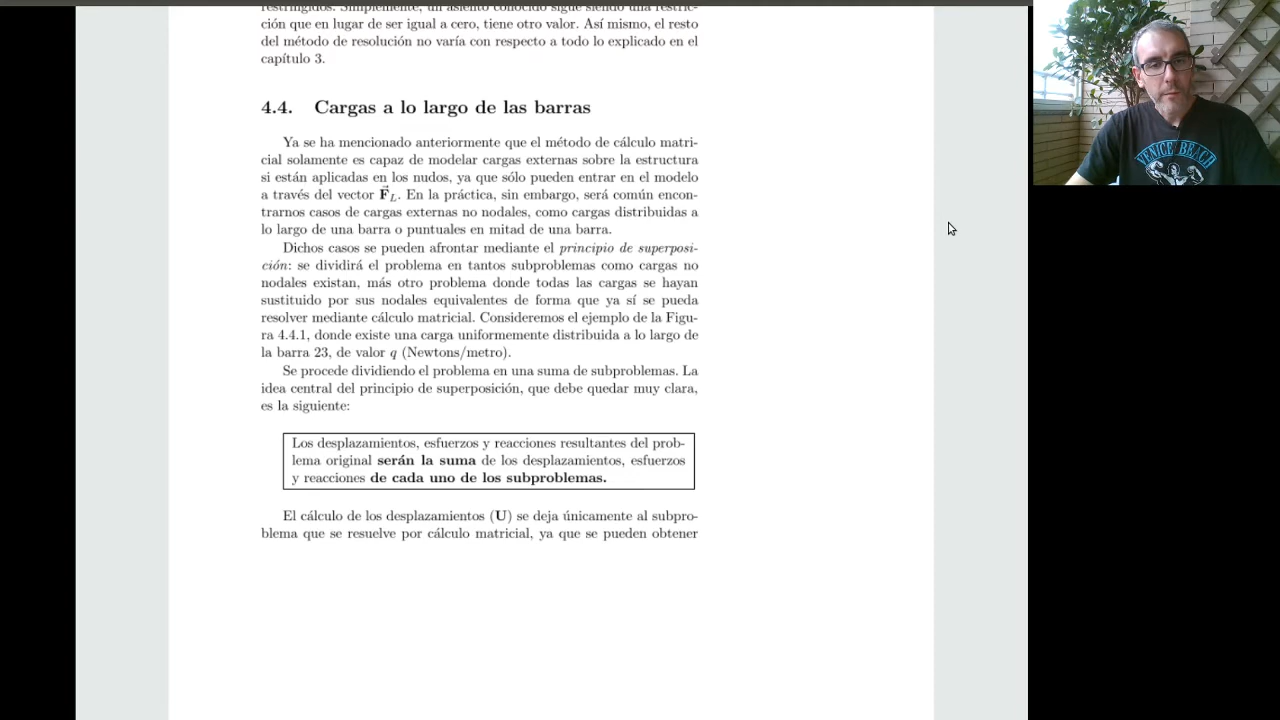 restringidos. Simplemente, un asiento conocido sigue siendo una restric-
ción que en lugar de ser igual a cero, tiene otro valor. Así mismo, el resto
del método de resolución no varía con respecto a todo lo explicado en el
capítulo 3.
4.4. Cargas a lo largo de las barras
Ya se ha mencionado anteriormente que el método de cálculo matri-
cial solamente es capaz de modelar cargas externas sobre la estructura
si están aplicadas en los nudos, ya que sólo pueden entrar en el modelo
a través del vector F⃗_L. En la práctica, sin embargo, será común encon-
trarnos casos de cargas externas no nodales, como cargas distribuidas a
lo largo de una barra o puntuales en mitad de una barra.
Dichos casos se pueden afrontar mediante el principio de superposi-
ción: se dividirá el problema en tantos subproblemas como cargas no
nodales existan, más otro problema donde todas las cargas se hayan
sustituido por sus nodales equivalentes de forma que ya sí se pueda
resolver mediante cálculo matricial. Consideremos el ejemplo de la Figu-
ra 4.4.1, donde existe una carga uniformemente distribuida a lo largo de
la barra 23, de valor q (Newtons/metro).
Se procede dividiendo el problema en una suma de subproblemas. La
idea central del principio de superposición, que debe quedar muy clara,
es la siguiente:
Los desplazamientos, esfuerzos y reacciones resultantes del prob-
lema original serán la suma de los desplazamientos, esfuerzos
y reacciones de cada uno de los subproblemas.
El cálculo de los desplazamientos (U) se deja únicamente al subpro-
blema que se resuelve por cálculo matricial, ya que se pueden obtener
VENICE BEACH